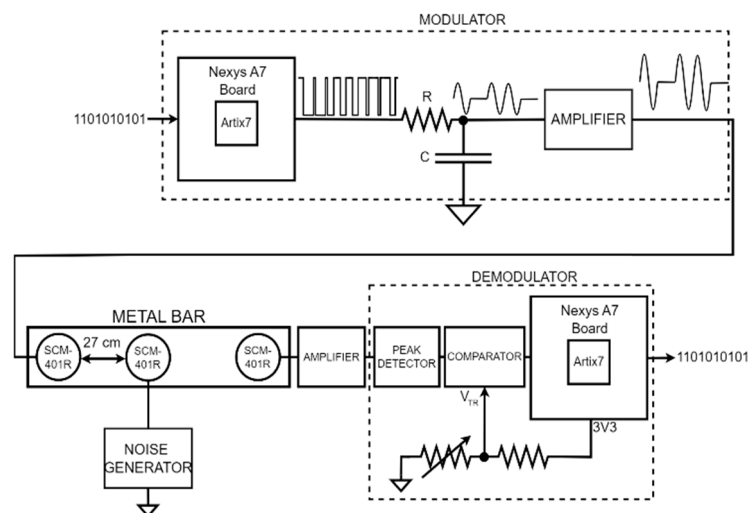 MODULATOR
Nexys A7
Board
Artix7
1101010101
R
C
AMPLIFIER
DEMODULATOR
METAL BAR
SCM-
401R
27 cm
SCM-
401R
SCM-
401R
AMPLIFIER
PEAK
DETECTOR
COMPARATOR
Nexys A7
Board
Artix7
1101010101
VTR
3V3
NOISE
GENERATOR